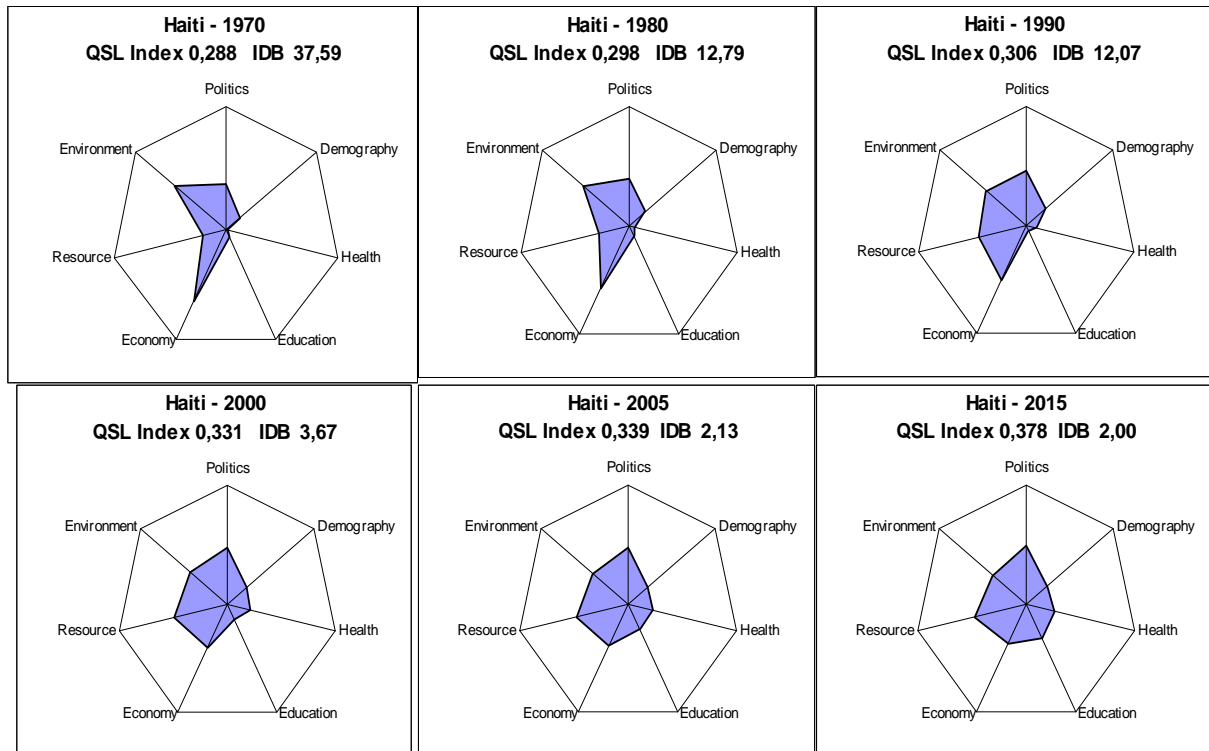 Haiti - 1970
QSL Index 0,288 IDB 37,59
Politics
Environment
Demography
Resource
Health
Economy
Education
Haiti - 1980
QSL Index 0,298 IDB 12,79
Politics
Environment
Demography
Resource
Health
Economy
Education
Haiti - 1990
QSL Index 0,306 IDB 12,07
Politics
Environment
Demography
Resource
Health
Economy
Education
Haiti - 2000
QSL Index 0,331 IDB 3,67
Politics
Environment
Demography
Resource
Health
Economy
Education
Haiti - 2005
QSL Index 0,339 IDB 2,13
Politics
Environment
Demography
Resource
Health
Economy
Education
Haiti - 2015
QSL Index 0,378 IDB 2,00
Politics
Environment
Demography
Resource
Health
Economy
Education